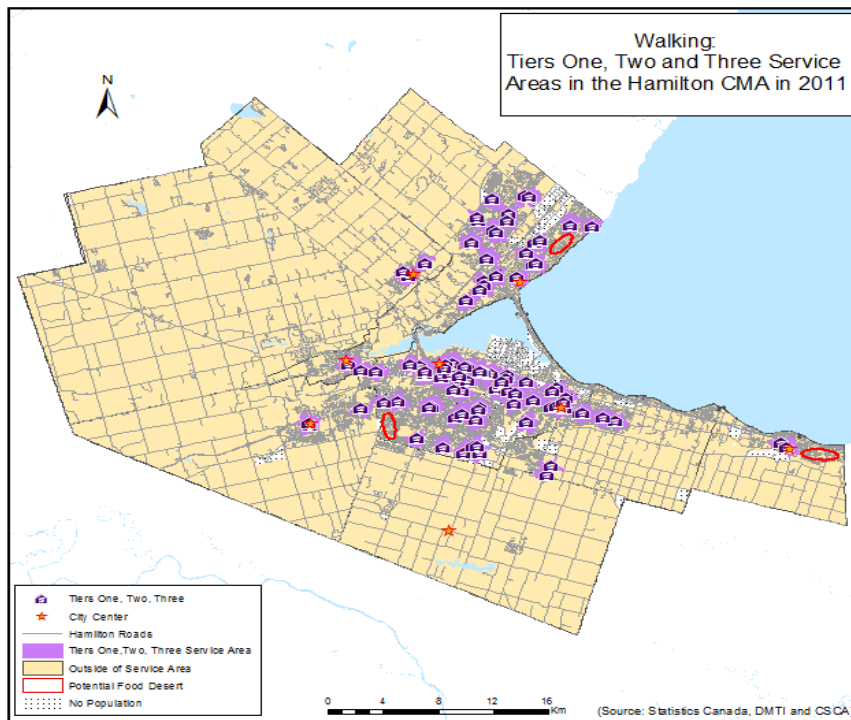 Walking:
Tiers One, Two and Three Service
Areas in the Hamilton CMA in 2011
N
Tiers One, Two, Three
City Center
Hamilton Roads
Tiers One,Two, Three Service Area
Outside of Service Area
Potential Food Desert
No Population
0 4 8 12 16
Km
(Source: Statistics Canada, DMTI and CSCA